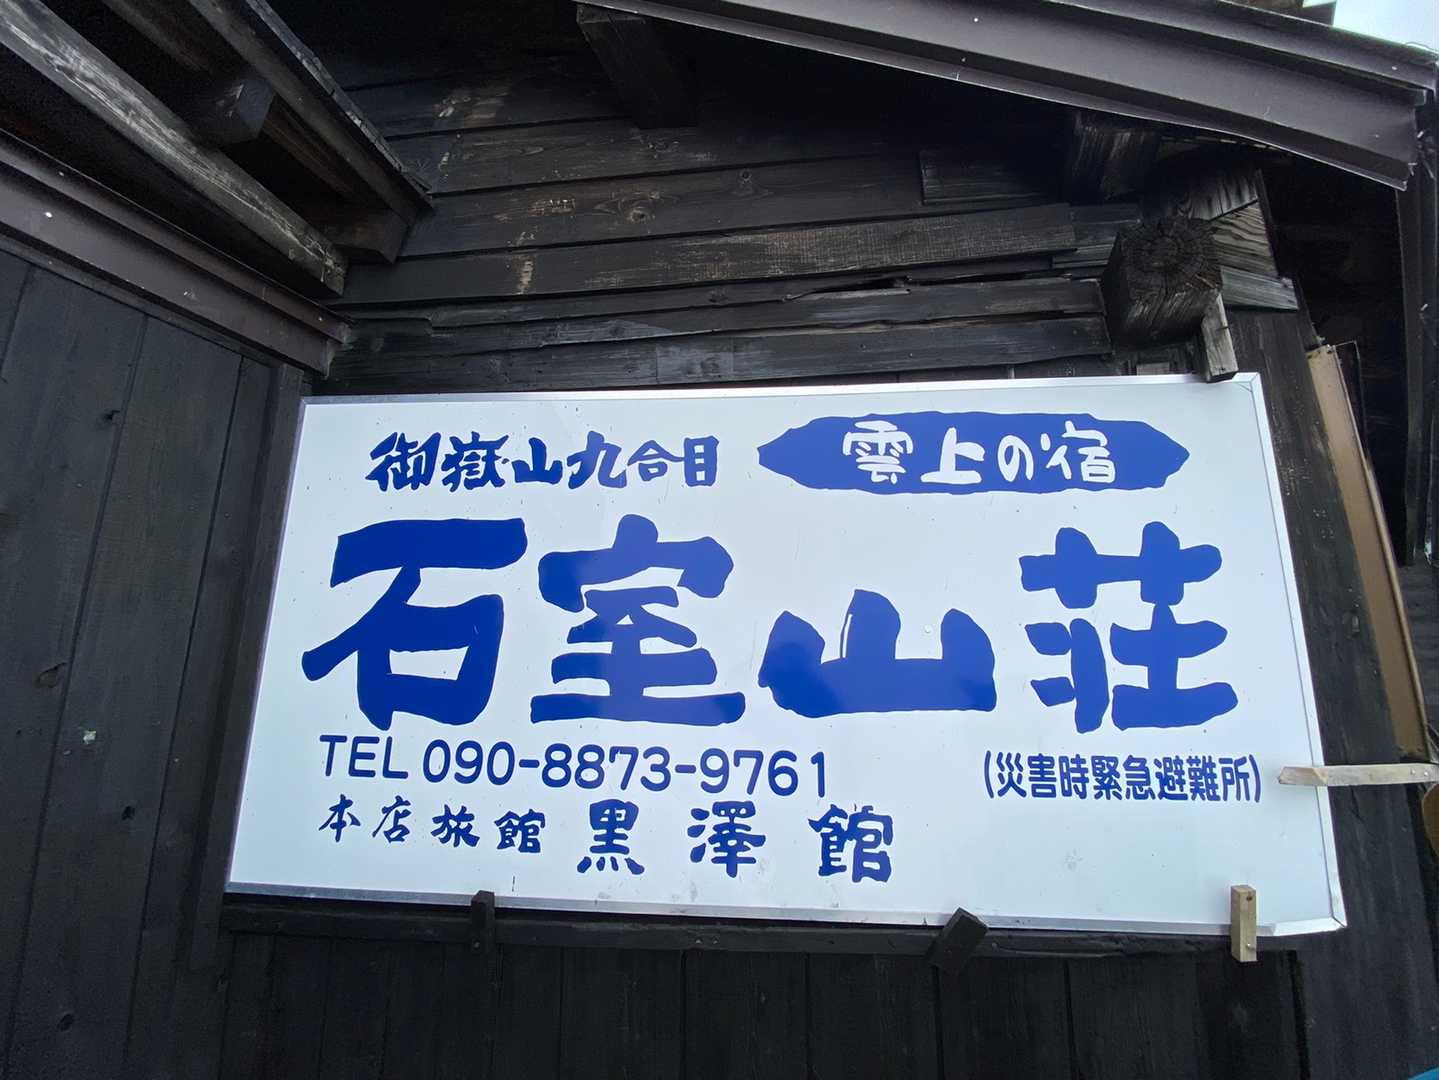 御嶽山九合目 雲上の宿
石室山荘
TEL 090-8873-9761
(災害時緊急避難所)
本店旅館 黒澤館